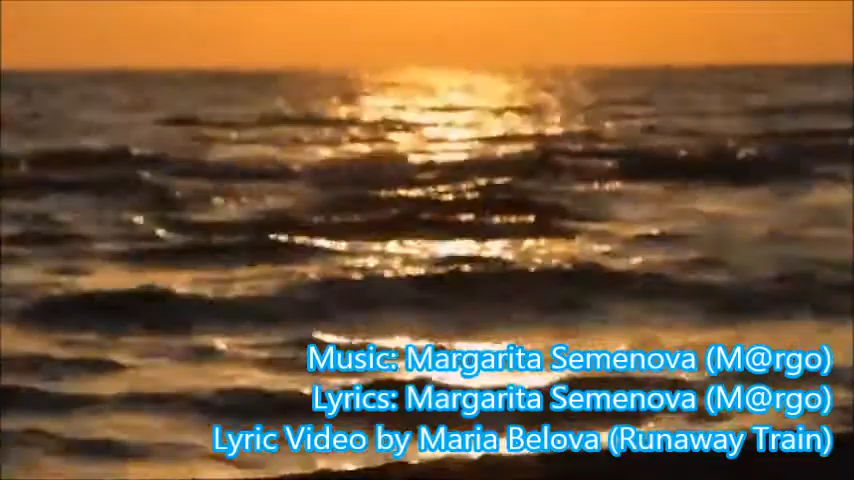 Music: Margarita Semenova (M@rgo)
Lyrics: Margarita Semenova (M@rgo)
Lyric Video by Maria Belova (Runaway Train)